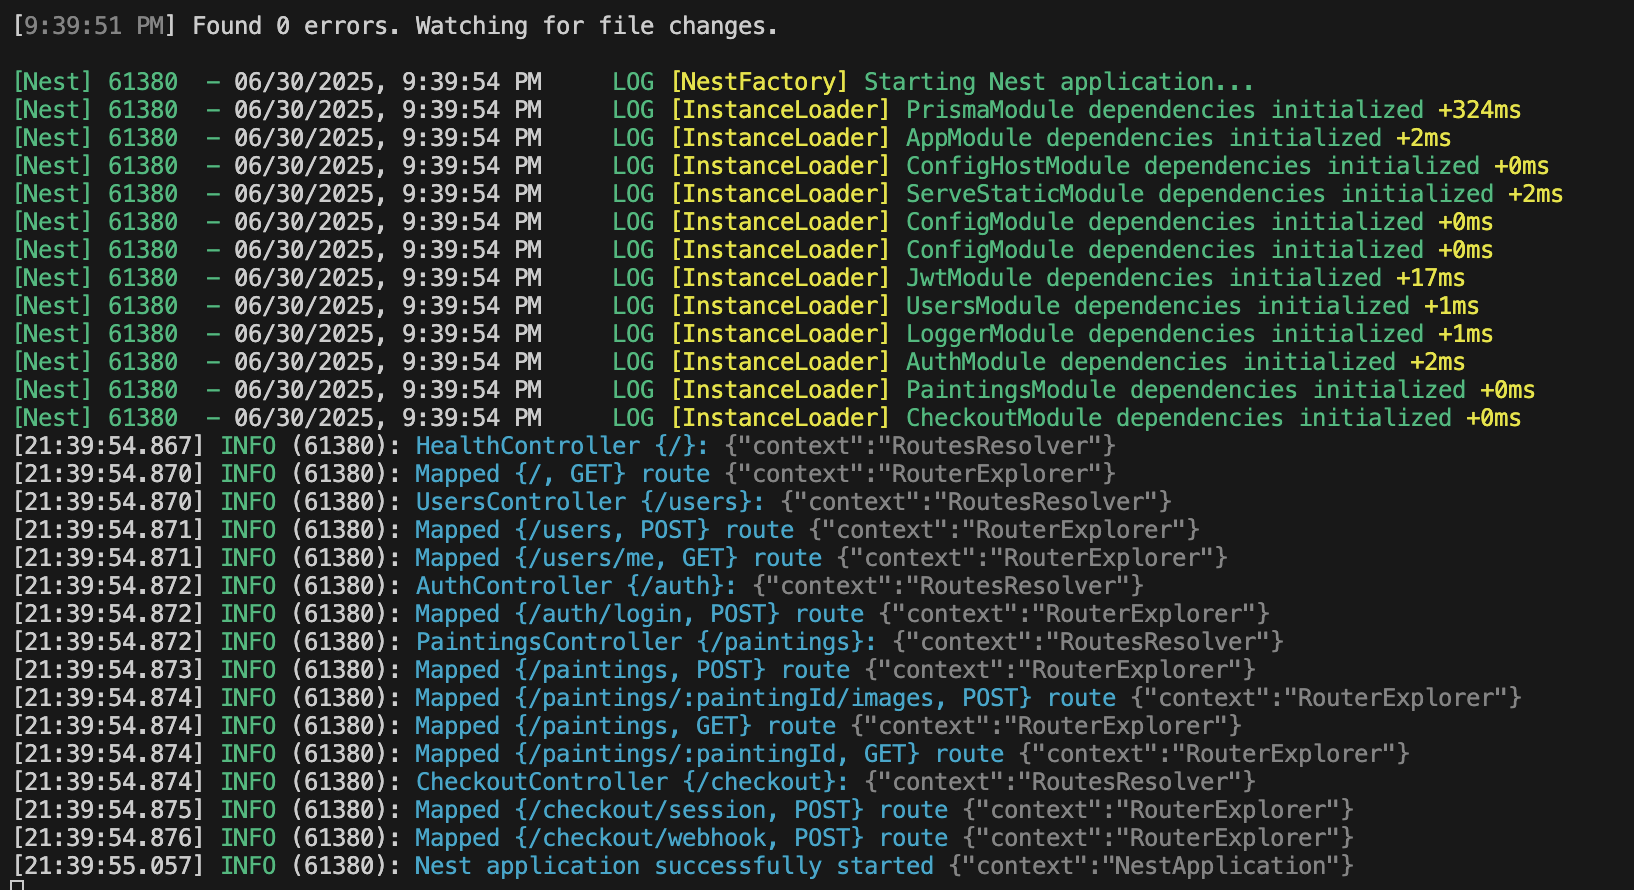 [9:39:51 PM] Found 0 errors. Watching for file changes.
[Nest] 61380  - 06/30/2025, 9:39:54 PM     LOG [NestFactory] Starting Nest application...
[Nest] 61380  - 06/30/2025, 9:39:54 PM     LOG [InstanceLoader] PrismaModule dependencies initialized +324ms
[Nest] 61380  - 06/30/2025, 9:39:54 PM     LOG [InstanceLoader] AppModule dependencies initialized +2ms
[Nest] 61380  - 06/30/2025, 9:39:54 PM     LOG [InstanceLoader] ConfigHostModule dependencies initialized +0ms
[Nest] 61380  - 06/30/2025, 9:39:54 PM     LOG [InstanceLoader] ServeStaticModule dependencies initialized +2ms
[Nest] 61380  - 06/30/2025, 9:39:54 PM     LOG [InstanceLoader] ConfigModule dependencies initialized +0ms
[Nest] 61380  - 06/30/2025, 9:39:54 PM     LOG [InstanceLoader] ConfigModule dependencies initialized +0ms
[Nest] 61380  - 06/30/2025, 9:39:54 PM     LOG [InstanceLoader] JwtModule dependencies initialized +17ms
[Nest] 61380  - 06/30/2025, 9:39:54 PM     LOG [InstanceLoader] UsersModule dependencies initialized +1ms
[Nest] 61380  - 06/30/2025, 9:39:54 PM     LOG [InstanceLoader] LoggerModule dependencies initialized +1ms
[Nest] 61380  - 06/30/2025, 9:39:54 PM     LOG [InstanceLoader] AuthModule dependencies initialized +2ms
[Nest] 61380  - 06/30/2025, 9:39:54 PM     LOG [InstanceLoader] PaintingsModule dependencies initialized +0ms
[Nest] 61380  - 06/30/2025, 9:39:54 PM     LOG [InstanceLoader] CheckoutModule dependencies initialized +0ms
[21:39:54.867] INFO (61380): HealthController {/}: {"context":"RoutesResolver"}
[21:39:54.870] INFO (61380): Mapped {/, GET} route {"context":"RouterExplorer"}
[21:39:54.870] INFO (61380): UsersController {/users}: {"context":"RoutesResolver"}
[21:39:54.871] INFO (61380): Mapped {/users, POST} route {"context":"RouterExplorer"}
[21:39:54.871] INFO (61380): Mapped {/users/me, GET} route {"context":"RouterExplorer"}
[21:39:54.872] INFO (61380): AuthController {/auth}: {"context":"RoutesResolver"}
[21:39:54.872] INFO (61380): Mapped {/auth/login, POST} route {"context":"RouterExplorer"}
[21:39:54.872] INFO (61380): PaintingsController {/paintings}: {"context":"RoutesResolver"}
[21:39:54.873] INFO (61380): Mapped {/paintings, POST} route {"context":"RouterExplorer"}
[21:39:54.874] INFO (61380): Mapped {/paintings/:paintingId/images, POST} route {"context":"RouterExplorer"}
[21:39:54.874] INFO (61380): Mapped {/paintings, GET} route {"context":"RouterExplorer"}
[21:39:54.874] INFO (61380): Mapped {/paintings/:paintingId, GET} route {"context":"RouterExplorer"}
[21:39:54.874] INFO (61380): CheckoutController {/checkout}: {"context":"RoutesResolver"}
[21:39:54.875] INFO (61380): Mapped {/checkout/session, POST} route {"context":"RouterExplorer"}
[21:39:54.876] INFO (61380): Mapped {/checkout/webhook, POST} route {"context":"RouterExplorer"}
[21:39:55.057] INFO (61380): Nest application successfully started {"context":"NestApplication"}